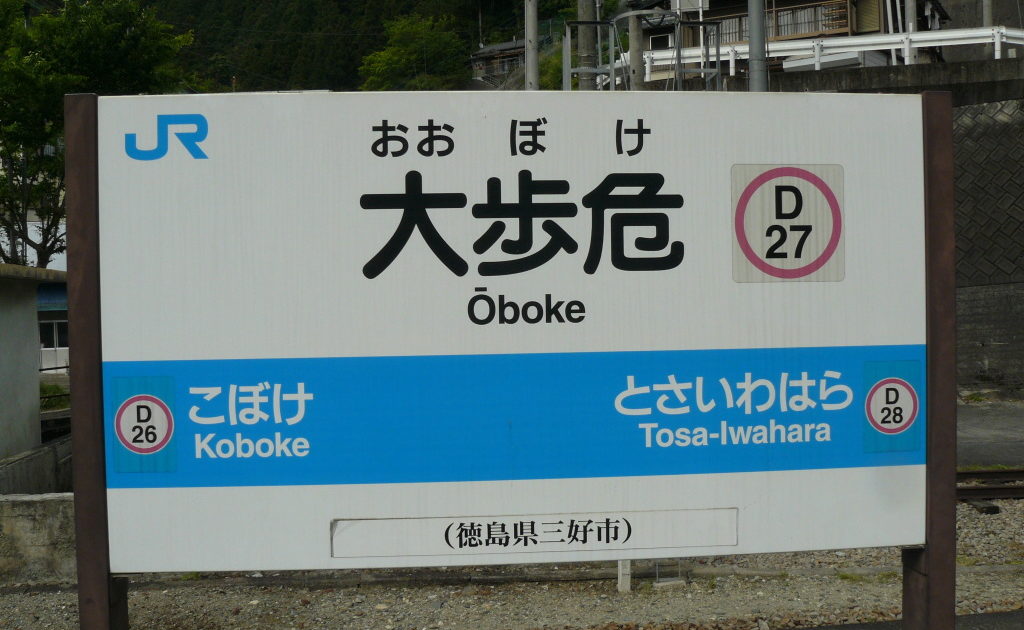 JR
おお ぼ け
大歩危
D
27
Ōboke
D
26
こぼけ
Koboke
とさいわはら
Tosa-Iwahara
D
28
(徳島県三好市)